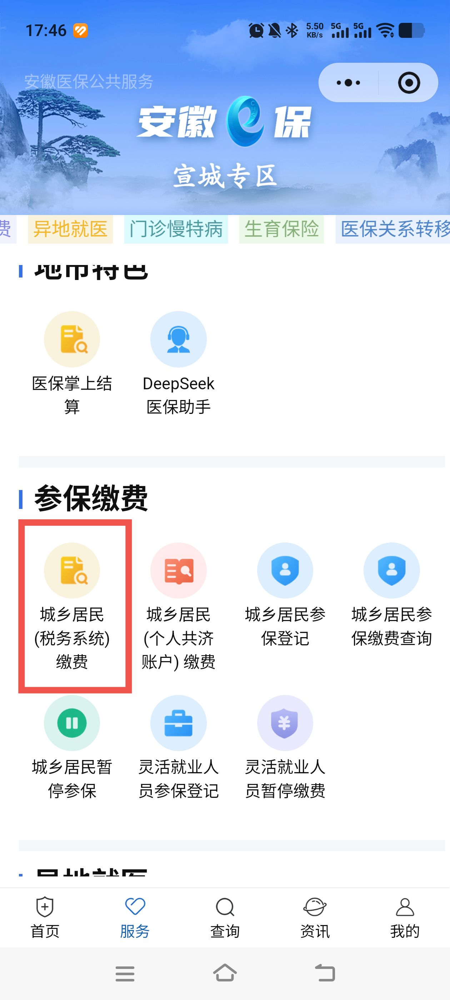 17:46
5.50
KB/s
5G
5G
安徽医保公共服务
安徽
CHS
保
宣城专区
费
异地就医
门诊慢特病
生育保险
医保关系转移
地市特色
医保掌上结
算
DeepSeek
医保助手
参保缴费
城乡居民
(税务系统)
缴费
城乡居民
(个人共济
账户) 缴费
城乡居民参
保登记
城乡居民参
保缴费查询
城乡居民暂
停参保
灵活就业人
员参保登记
灵活就业人
员暂停缴费
异地就医
首页
服务
查询
资讯
我的